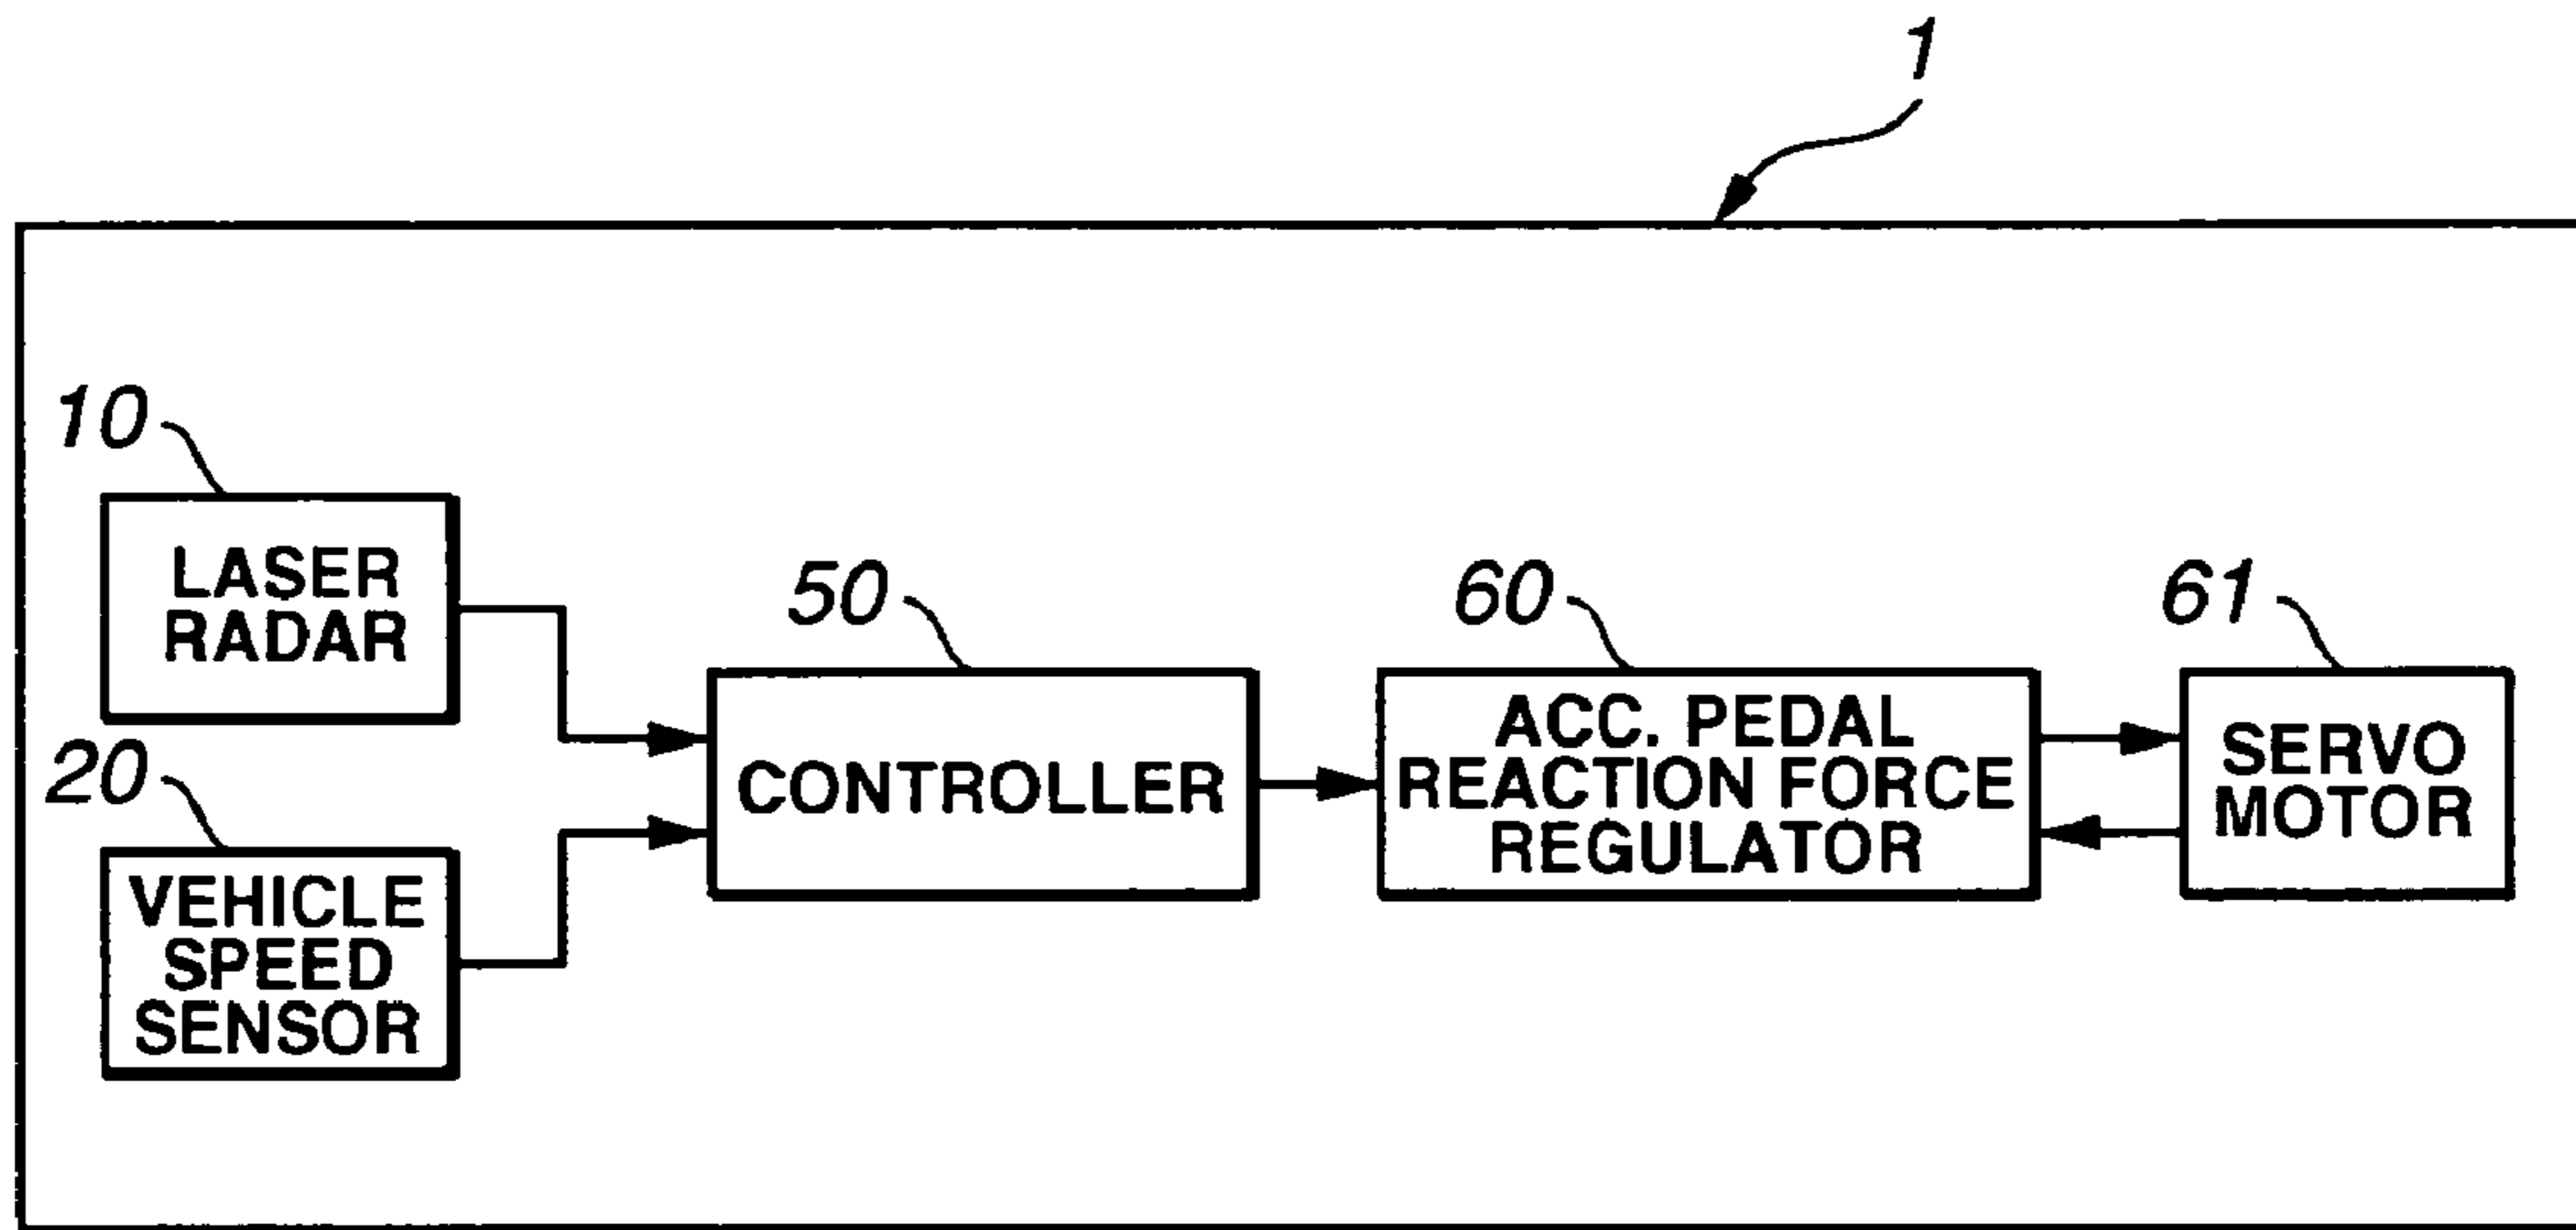 1
10
LASER
RADAR
20
VEHICLE
SPEED
SENSOR
50
CONTROLLER
60
ACC. PEDAL
REACTION FORCE
REGULATOR
61
SERVO
MOTOR